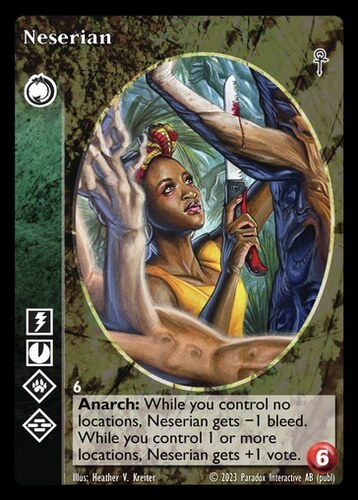 Neserian
6
Anarch: While you control no
locations, Neserian gets −1 bleed.
While you control 1 or more
locations, Neserian gets +1 vote.
6
Illus: Heather V. Kreiter
© 2023 Paradox Interactive AB (publ)